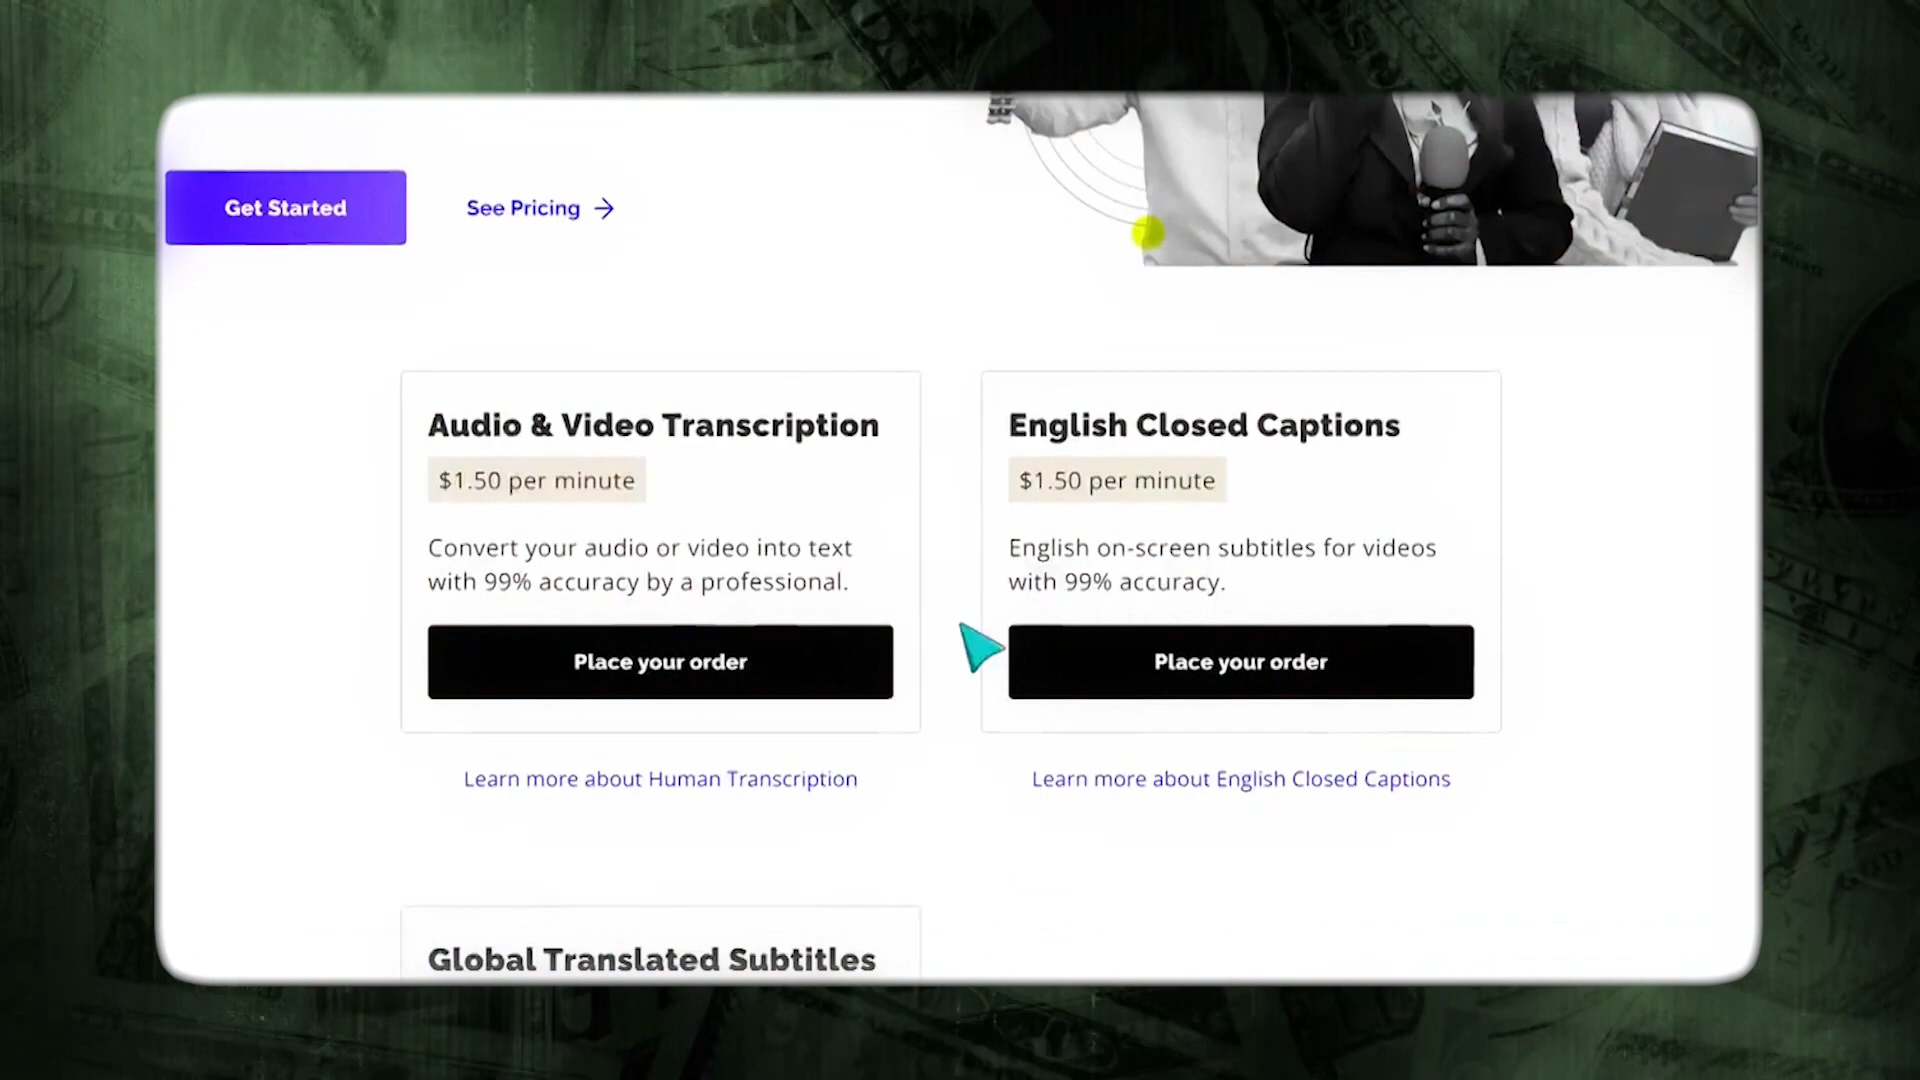 Get Started
See Pricing
Audio & Video Transcription
$1.50 per minute
Convert your audio or video into text
with 99% accuracy by a professional.
Place your order
Learn more about Human Transcription
English Closed Captions
$1.50 per minute
English on-screen subtitles for videos
with 99% accuracy.
Place your order
Learn more about English Closed Captions
Global Translated Subtitles